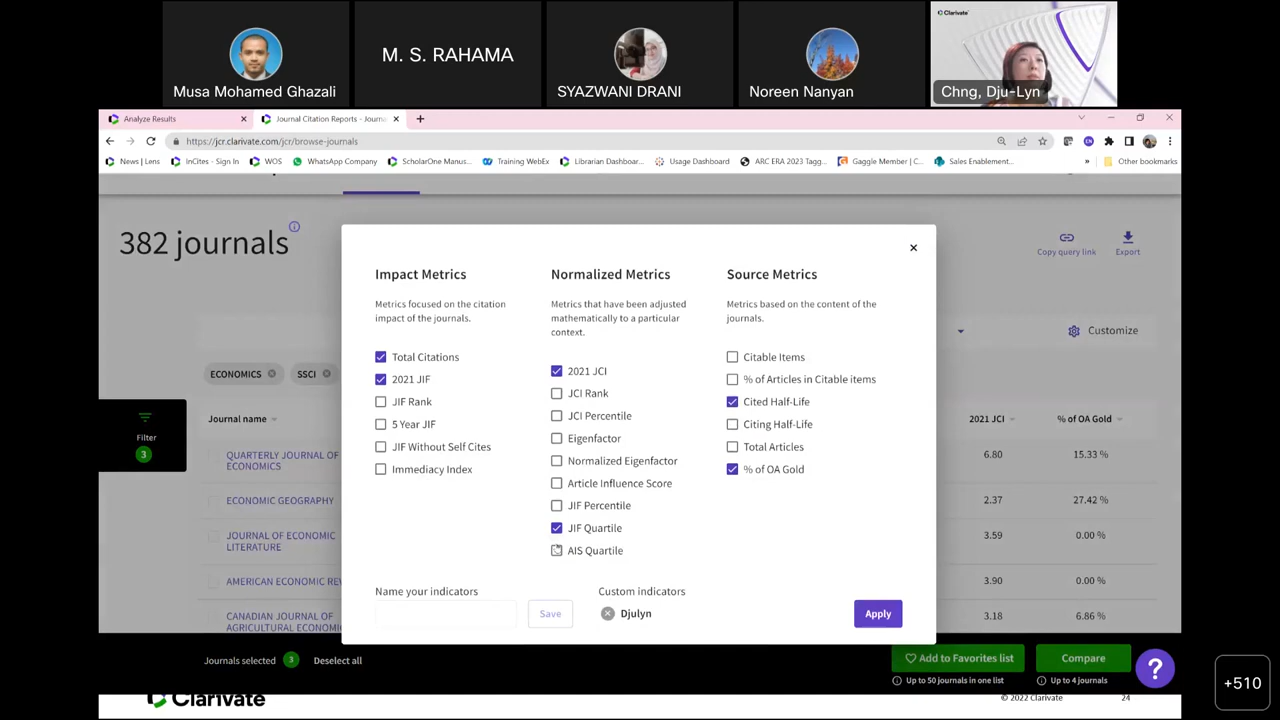 Musa Mohamed Ghazali
M. S. RAHAMA
SYAZWANI DRANI
Noreen Nanyan
Clarivate
Chng, Dju-Lyn
Analyze Results
Journal Citation Reports - Journa
https://jcr.clarivate.com/jcr/browse-journals
News | Lens
InCites - Sign In
WOS
WhatsApp Company
ScholarOne Manus...
Training WebEx
Librarian Dashboar...
Usage Dashboard
ARC ERA 2023 Tagg...
Gaggle Member | C...
Sales Enablement...
»
Other bookmarks
382 journals
Copy query link
Export
Customize
ECONOMICS
SSCI
Filter
3
Journal name
2021 JCI
% of OA Gold
QUARTERLY JOURNAL OF
ECONOMICS
6.80
15.33 %
ECONOMIC GEOGRAPHY
2.37
27.42 %
JOURNAL OF ECONOMIC
LITERATURE
3.59
0.00 %
AMERICAN ECONOMIC REV
3.90
0.00 %
CANADIAN JOURNAL OF
AGRICULTURAL ECONOMI
3.18
6.86 %
Impact Metrics
Metrics focused on the citation
impact of the journals.
Total Citations
2021 JIF
JIF Rank
5 Year JIF
JIF Without Self Cites
Immediacy Index
Normalized Metrics
Metrics that have been adjusted
mathematically to a particular
context.
2021 JCI
JCI Rank
JCI Percentile
Eigenfactor
Normalized Eigenfactor
Article Influence Score
JIF Percentile
JIF Quartile
AIS Quartile
Source Metrics
Metrics based on the content of the
journals.
Citable Items
% of Articles in Citable items
Cited Half-Life
Citing Half-Life
Total Articles
% of OA Gold
Name your indicators
Save
Custom indicators
Djulyn
Apply
Journals selected 3 Deselect all
Add to Favorites list
Up to 50 journals in one list
Compare
Up to 4 journals
?
+510
Clarivate
© 2022 Clarivate
24